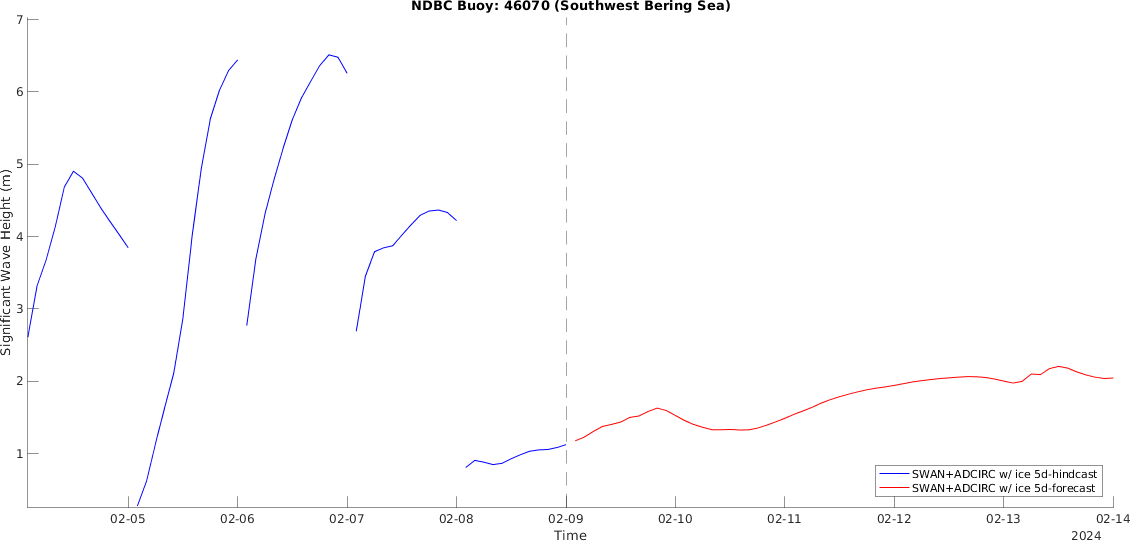 NDBC Buoy: 46070 (Southwest Bering Sea)
7
6
5
4
3
2
1
Significant Wave Height (m)
SWAN+ADCIRC w/ ice 5d-hindcast
SWAN+ADCIRC w/ ice 5d-forecast
02-05 02-06 02-07 02-08 02-09 02-10 02-11 02-12 02-13 02-14
Time
2024